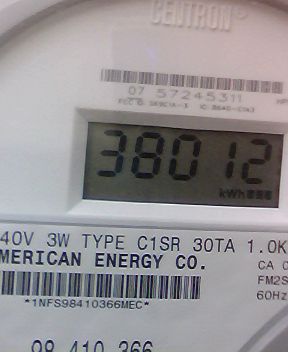 CENTRON®
07 57245311
38012
kWh
40V 3W TYPE C1SR 30TA 1.0K
MERICAN ENERGY CO.
CA 0
FM2S
60Hz
*1NFS98410366MEC*
98 410 366